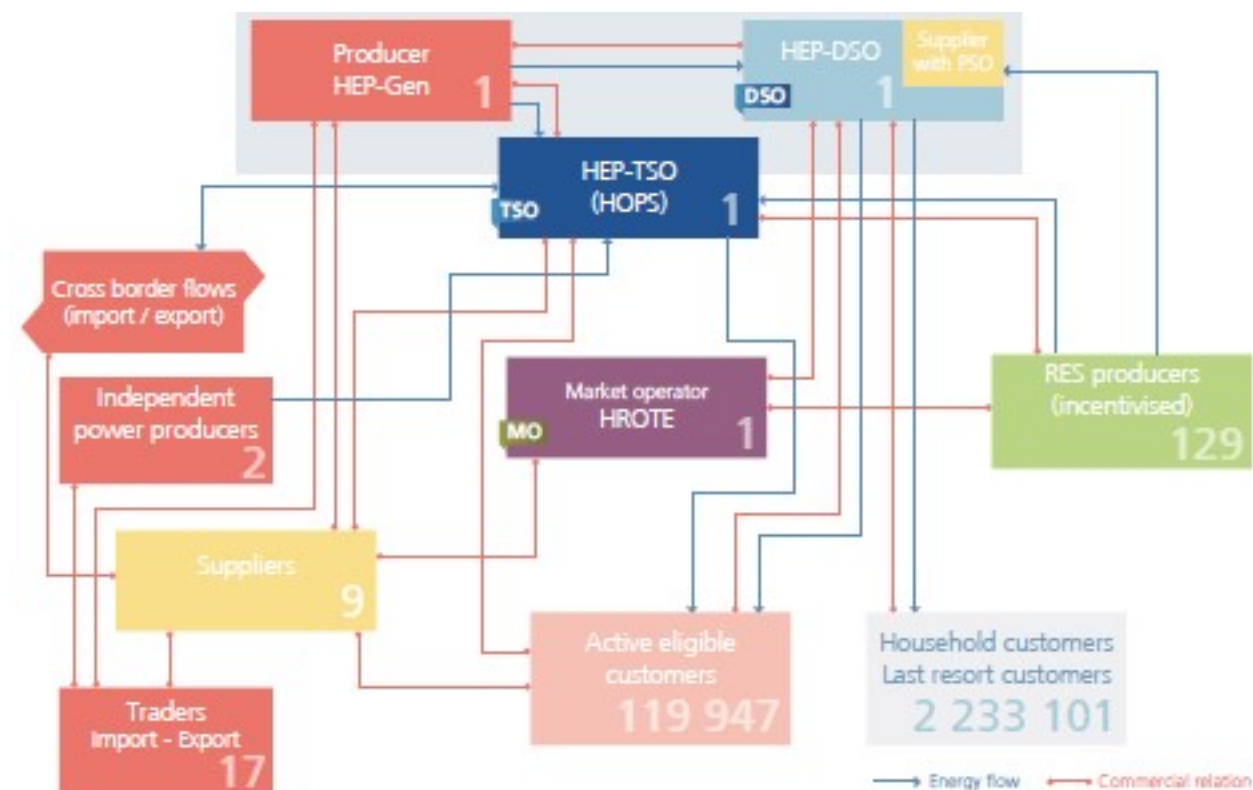 Producer
HEP-Gen
1
HEP-DSO
1
DSO
Supplier
with PSO
HEP-TSO
(HOPS)
1
TSO
Cross border flows
(import / export)
Independent
power producers
2
Market operator
HROTE
1
MO
RES producers
(incentivised)
129
Suppliers
9
Active eligible
customers
119 947
Household customers
Last resort customers
2 233 101
Traders
Import - Export
17
Energy flow
Commercial relation